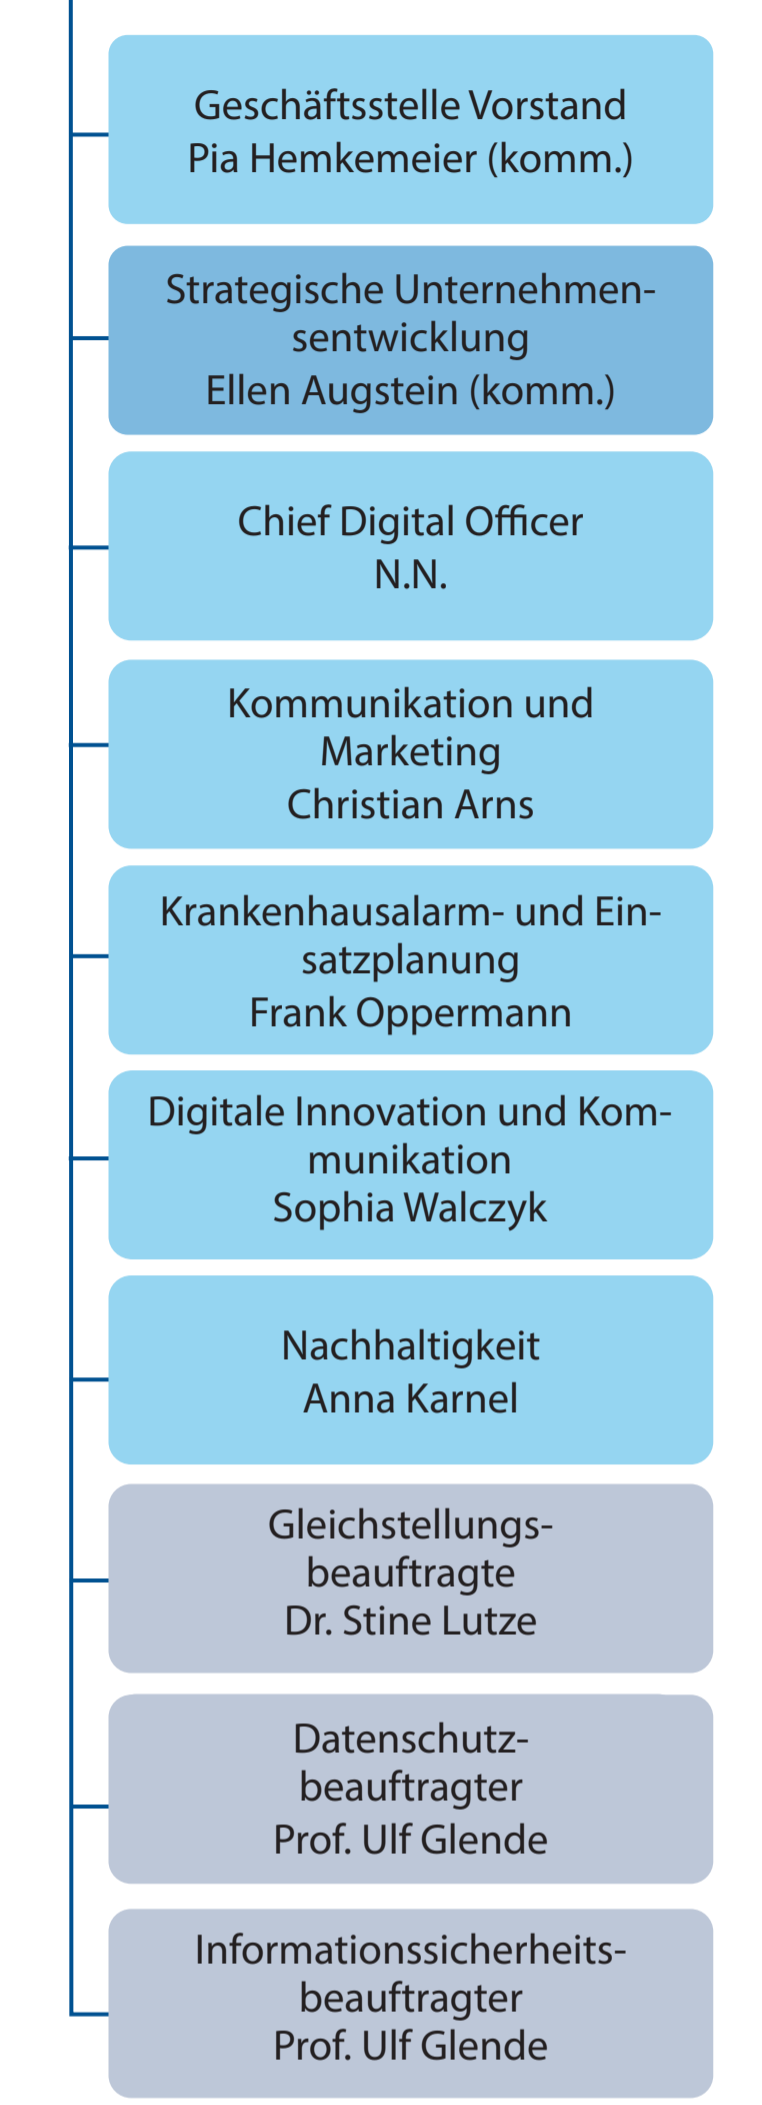 Geschäftsstelle Vorstand
Pia Hemkemeier (komm.)
Strategische Unternehmen-
sentwicklung
Ellen Augstein (komm.)
Chief Digital Officer
N.N.
Kommunikation und
Marketing
Christian Arns
Krankenhausalarm- und Ein-
satzplanung
Frank Oppermann
Digitale Innovation und Kom-
munikation
Sophia Walczyk
Nachhaltigkeit
Anna Karnel
Gleichstellungs-
beauftragte
Dr. Stine Lutze
Datenschutz-
beauftragter
Prof. Ulf Glende
Informationssicherheits-
beauftragter
Prof. Ulf Glende